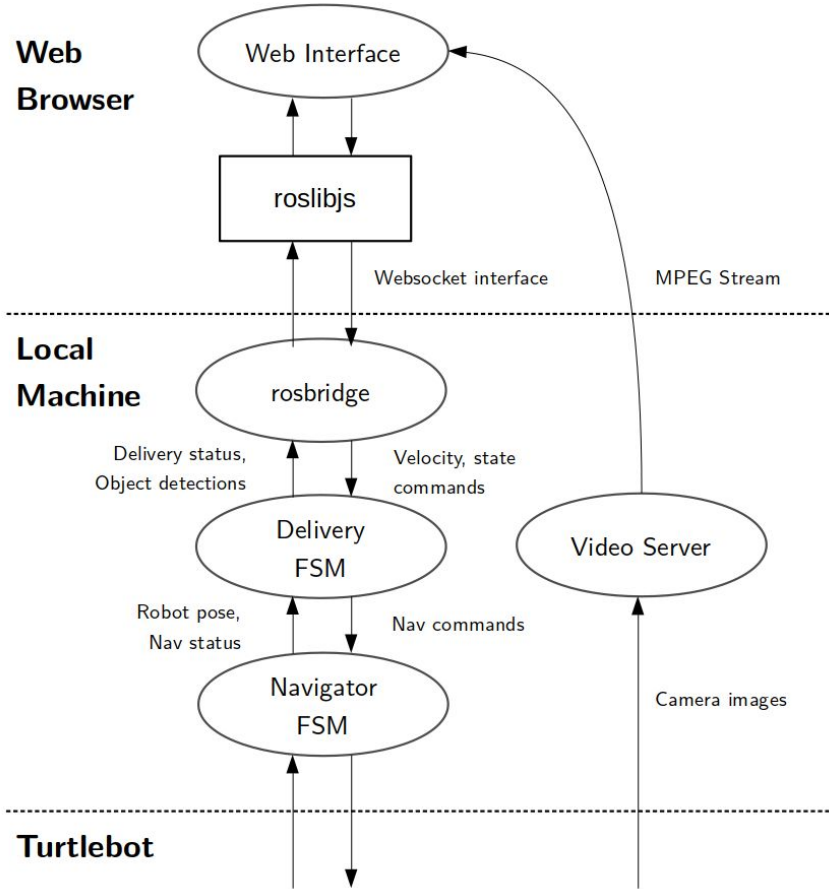 Web
Browser
Web Interface
roslibjs
Websocket interface
MPEG Stream
Local
Machine
rosbridge
Delivery status,
Object detections
Velocity, state
commands
Delivery
FSM
Video Server
Robot pose,
Nav status
Nav commands
Navigator
FSM
Camera images
Turtlebot